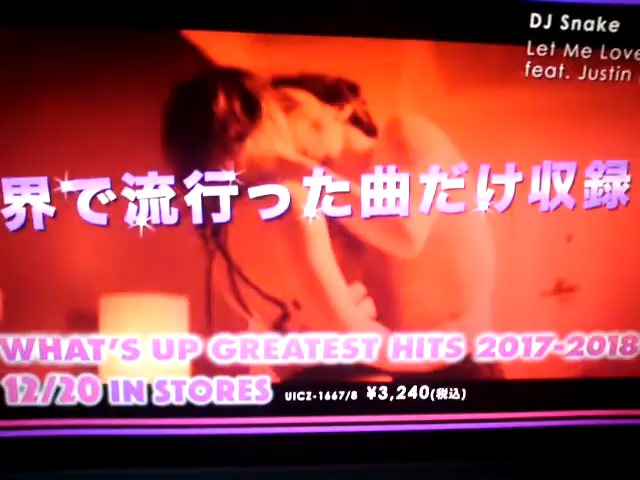 DJ Snake
Let Me Love
feat. Justin
界で流行った曲だけ収録
WHAT'S UP GREATEST HITS 2017-2018
12/20 IN STORES UICZ-1667/8 ¥3,240(税込)